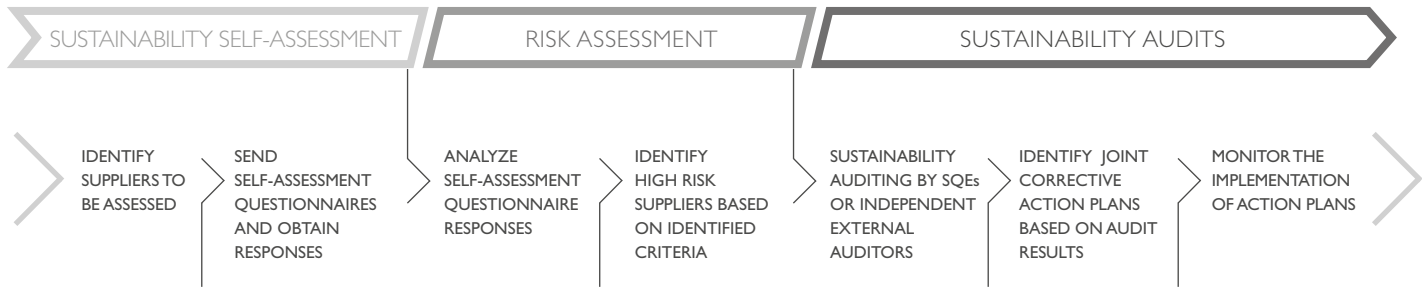 SUSTAINABILITY SELF-ASSESSMENT
RISK ASSESSMENT
SUSTAINABILITY AUDITS
IDENTIFY
SUPPLIERS TO
BE ASSESSED
SEND
SELF-ASSESSMENT
QUESTIONNAIRES
AND OBTAIN
RESPONSES
ANALYZE
SELF-ASSESSMENT
QUESTIONNAIRE
RESPONSES
IDENTIFY
HIGH RISK
SUPPLIERS BASED
ON IDENTIFIED
CRITERIA
SUSTAINABILITY
AUDITING BY SQEs
OR INDEPENDENT
EXTERNAL
AUDITORS
IDENTIFY JOINT
CORRECTIVE
ACTION PLANS
BASED ON AUDIT
RESULTS
MONITOR THE
IMPLEMENTATION
OF ACTION PLANS